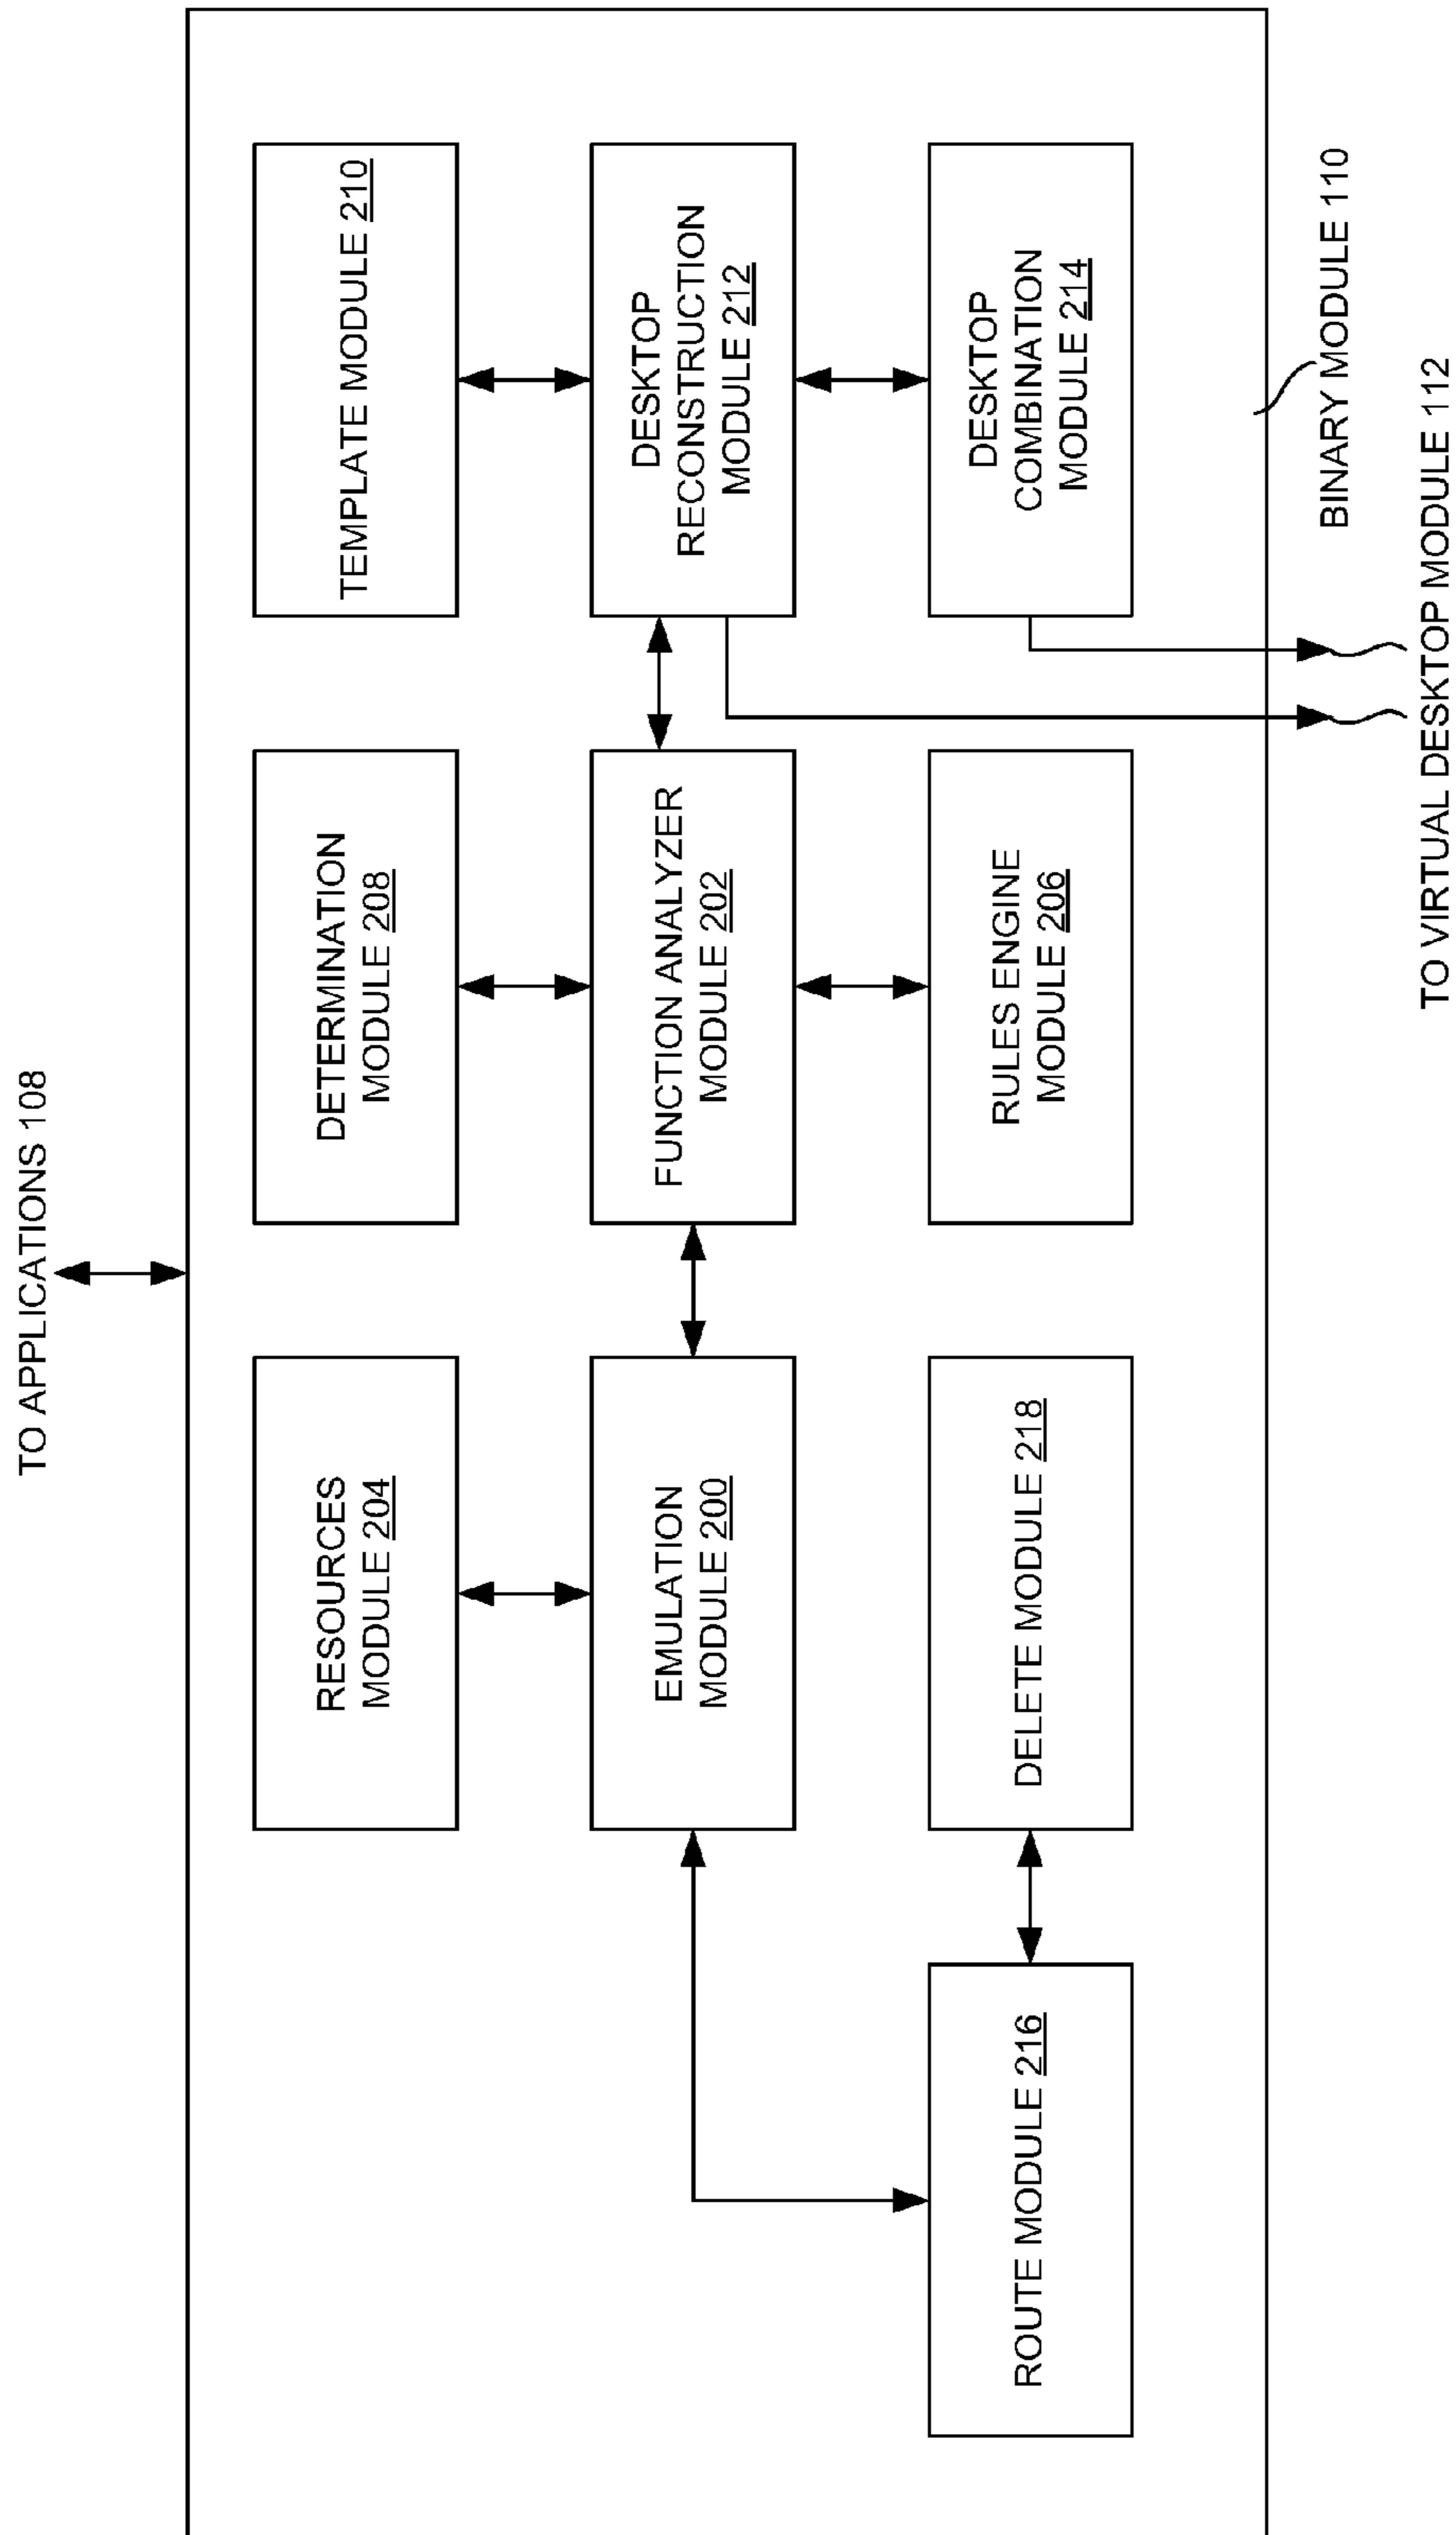 TO APPLICATIONS 108
RESOURCES
MODULE 204
DETERMINATION
MODULE 208
TEMPLATE MODULE 210
EMULATION
MODULE 200
FUNCTION ANALYZER
MODULE 202
DESKTOP
RECONSTRUCTION
MODULE 212
ROUTE MODULE 216
DELETE MODULE 218
RULES ENGINE
MODULE 206
DESKTOP
COMBINATION
MODULE 214
BINARY MODULE 110
TO VIRTUAL DESKTOP MODULE 112